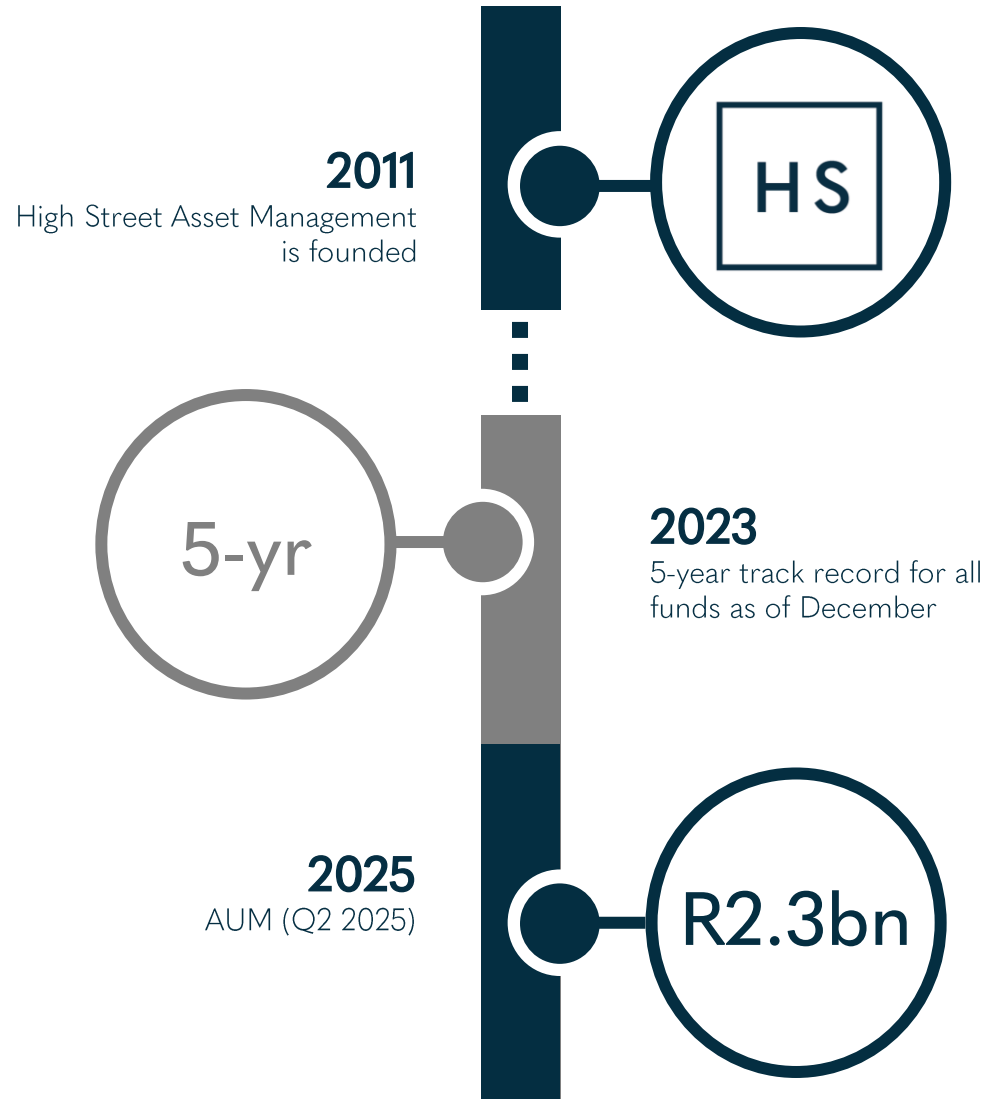 2011
High Street Asset Management
is founded
HS
5-yr
2023
5-year track record for all
funds as of December
2025
AUM (Q2 2025)
R2.3bn